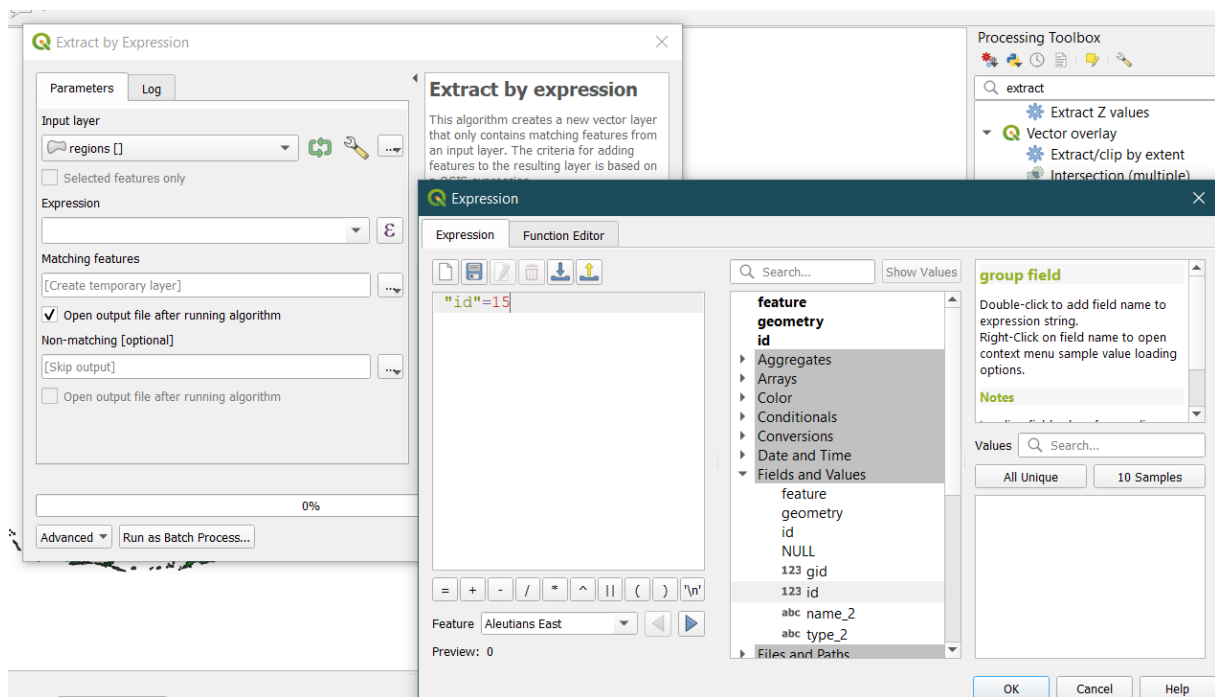 Extract by Expression
Parameters
Log
Input layer
regions []
Selected features only
Expression
ε
Matching features
[Create temporary layer]
Open output file after running algorithm
Non-matching [optional]
[Skip output]
Open output file after running algorithm
0%
Advanced
Run as Batch Process...
Extract by expression
This algorithm creates a new vector layer
that only contains matching features from
an input layer. The criteria for adding
features to the resulting layer is based on
Processing Toolbox
extract
Extract Z values
Vector overlay
Extract/clip by extent
Intersection (multiple)
Expression
Expression
Function Editor
"id"=15
= + - / * ^ || ( ) '\n'
Feature
Aleutians East
Preview: 0
Search...
Show Values
feature
geometry
id
Aggregates
Arrays
Color
Conditionals
Conversions
Date and Time
Fields and Values
feature
geometry
id
NULL
123 gid
123 id
abc name_2
abc type_2
Files and Paths
group field
Double-click to add field name to
expression string.
Right-Click on field name to open
context menu sample value loading
options.
Notes
Values
Search...
All Unique
10 Samples
OK
Cancel
Help